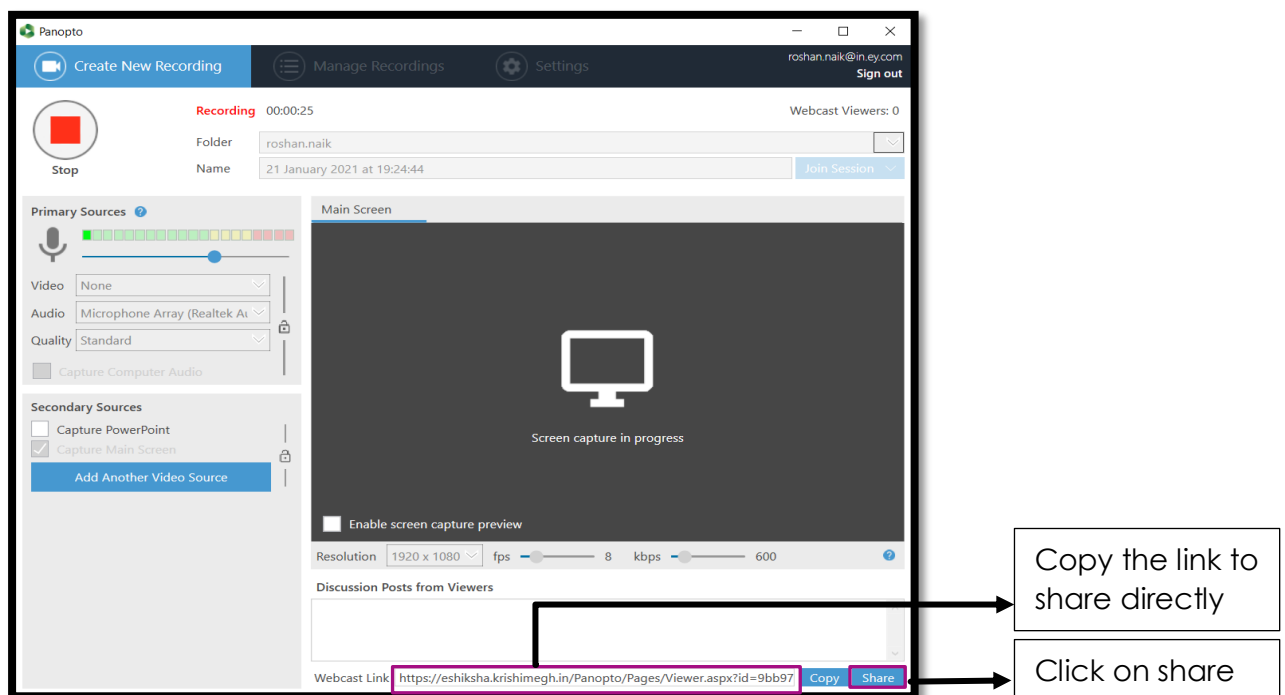 Panopto
Create New Recording
Manage Recordings
Settings
roshan.naik@in.ey.com
Sign out
Recording 00:00:25
Webcast Viewers: 0
Folder roshan.naik
Stop
Name 21 January 2021 at 19:24:44 Join Session
Primary Sources ?
Video None
Audio Microphone Array (Realtek Au
Quality Standard
Capture Computer Audio
Secondary Sources
Capture PowerPoint
Capture Main Screen
Add Another Video Source
Main Screen
Screen capture in progress
Enable screen capture preview
Resolution 1920 x 1080 fps 8 kbps 600 ?
Discussion Posts from Viewers
Webcast Link https://eshiksha.krishimegh.in/Panopto/Pages/Viewer.aspx?id=9bb97 Copy Share
Copy the link to
share directly
Click on share